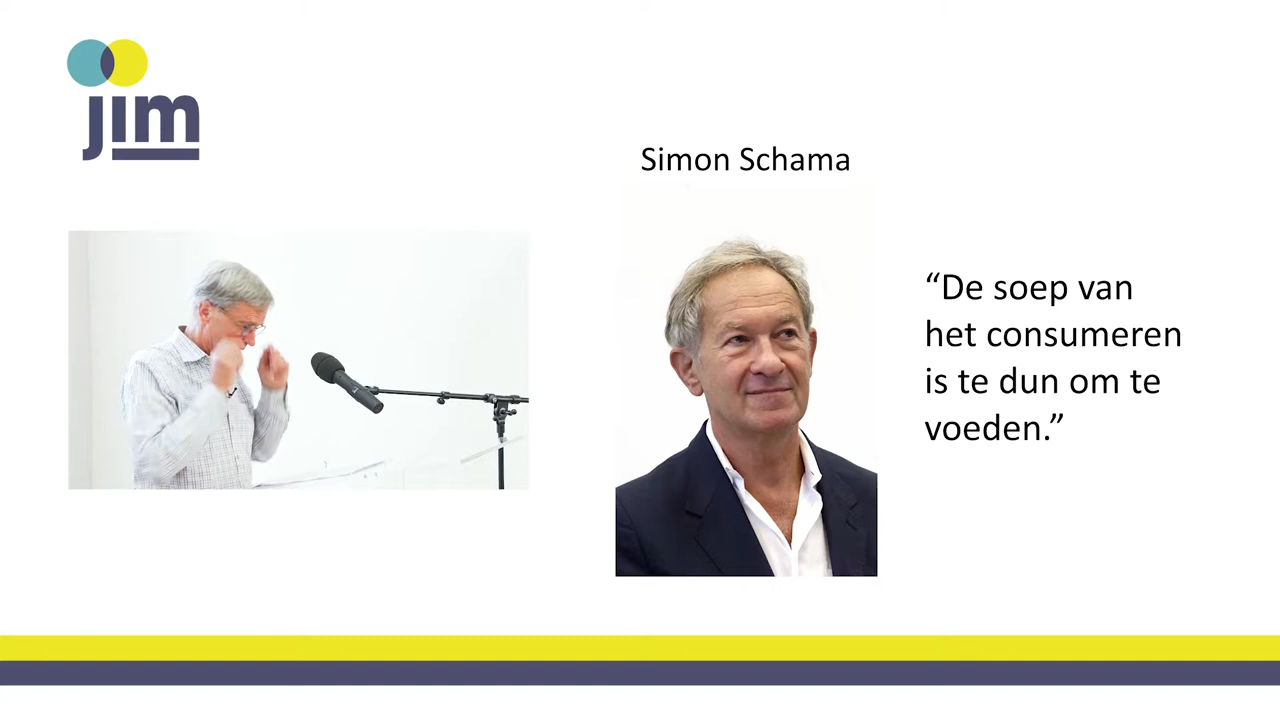 jim
Simon Schama
“De soep van
het consumeren
is te dun om te
voeden.”